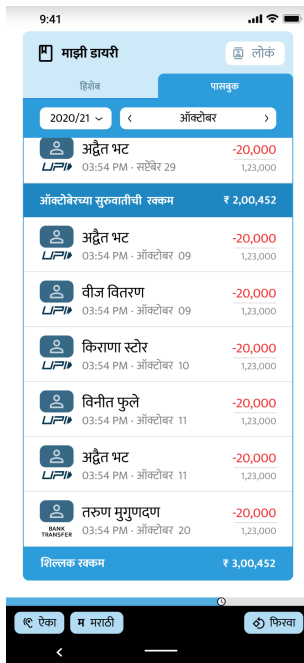 9:41
माझी डायरी
लोकं
हिशेब
पासबुक
2020/21
ऑक्टोबर
अद्वैत भट -20,000
UPI 03:54 PM · सप्टेंबर 29 1,23,000
ऑक्टोबरच्या सुरुवातीची रक्कम ₹ 2,00,452
अद्वैत भट -20,000
UPI 03:54 PM · ऑक्टोबर 09 1,23,000
वीज वितरण -20,000
UPI 03:54 PM · ऑक्टोबर 09 1,23,000
किराणा स्टोर -20,000
UPI 03:54 PM · ऑक्टोबर 10 1,23,000
विनीत फुले -20,000
UPI 03:54 PM · ऑक्टोबर 11 1,23,000
अद्वैत भट -20,000
UPI 03:54 PM · ऑक्टोबर 11 1,23,000
तरुण मुगुणदण -20,000
BANK TRANSFER 03:54 PM · ऑक्टोबर 20 1,23,000
शिल्लक रक्कम ₹ 3,00,452
ऐका
म मराठी
फिरवा